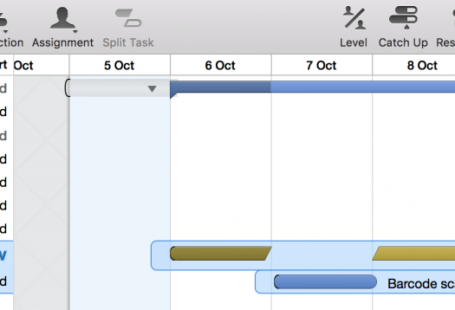 ction Assignment Split Task Level Catch Up Res
rt Oct 5 Oct 6 Oct 7 Oct 8 Oct
d
d
d
d
d
d
d
W
d Barcode sc